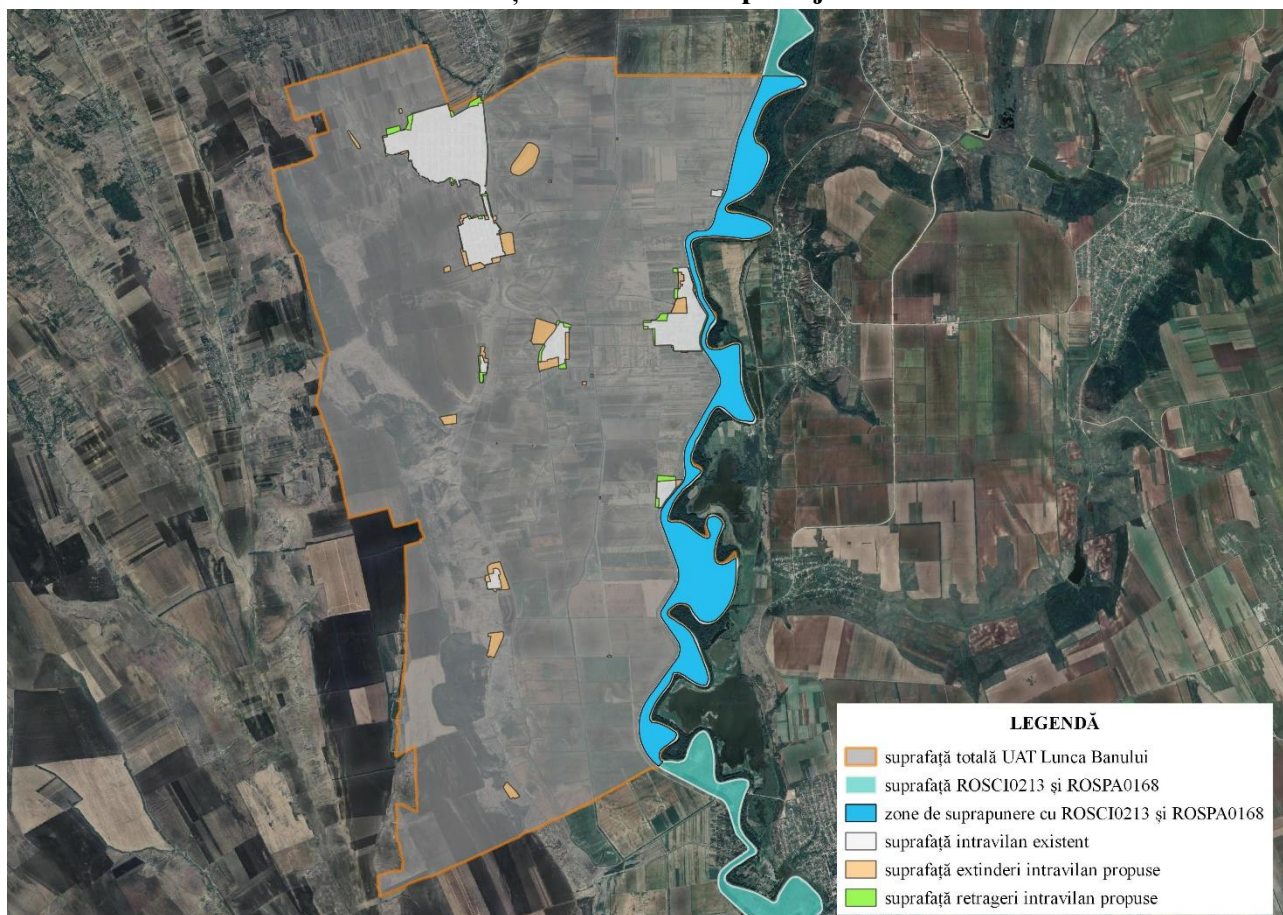 LEGENDĂ
suprafață totală UAT Lunca Banului
suprafață ROSCI0213 și ROSPA0168
zone de suprapunere cu ROSCI0213 și ROSPA0168
suprafață intravilan existent
suprafață extinderi intravilan propuse
suprafață retrageri intravilan propuse